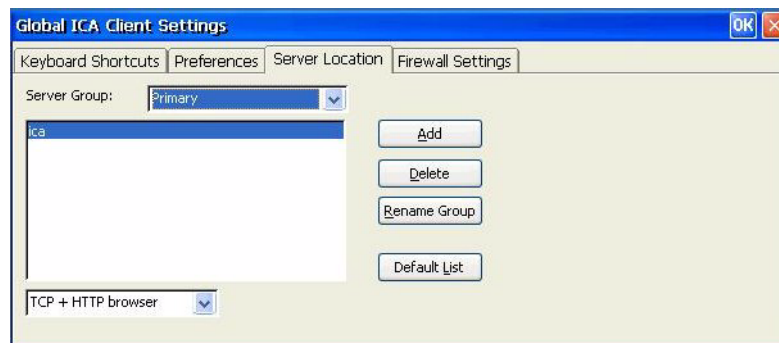 Global ICA Client Settings OK
Keyboard Shortcuts Preferences Server Location Firewall Settings
Server Group: Primary
ica
Add
Delete
Rename Group
Default List
TCP + HTTP browser